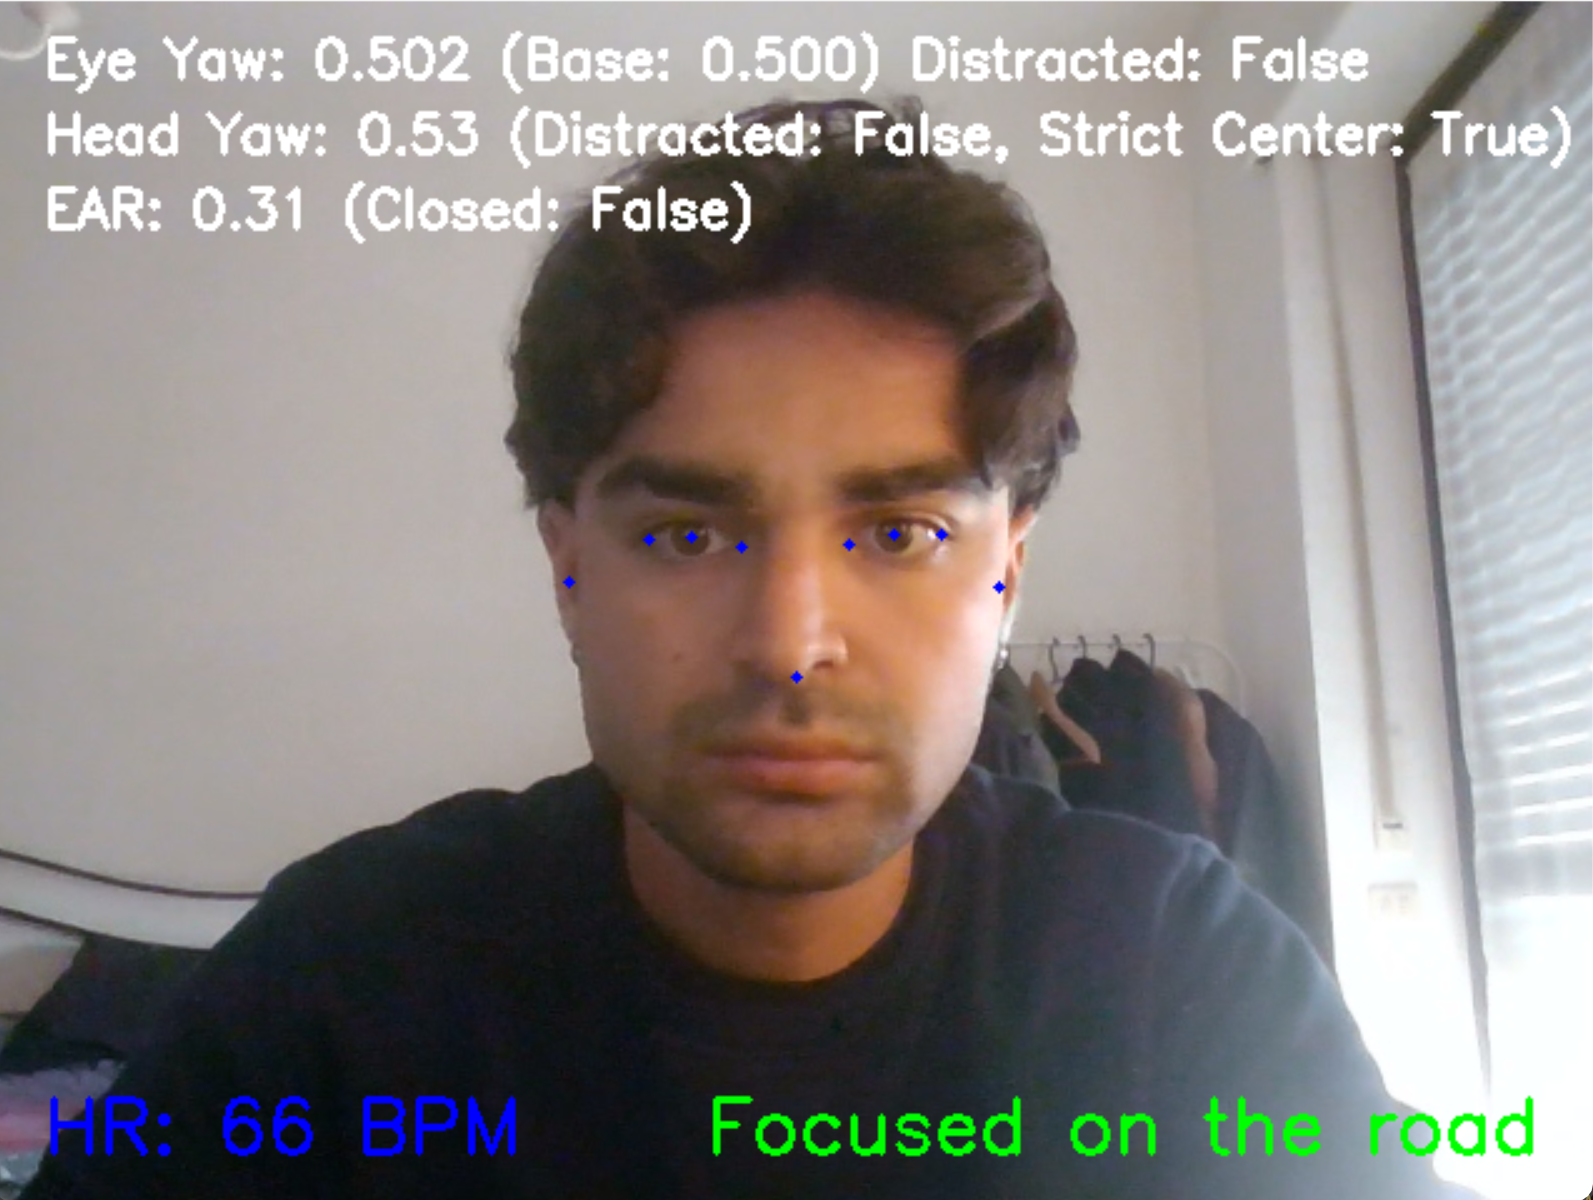 Eye Yaw: 0.502 (Base: 0.500) Distracted: False
Head Yaw: 0.53 (Distracted: False, Strict Center: True)
EAR: 0.31 (Closed: False)
HR: 66 BPM
Focused on the road